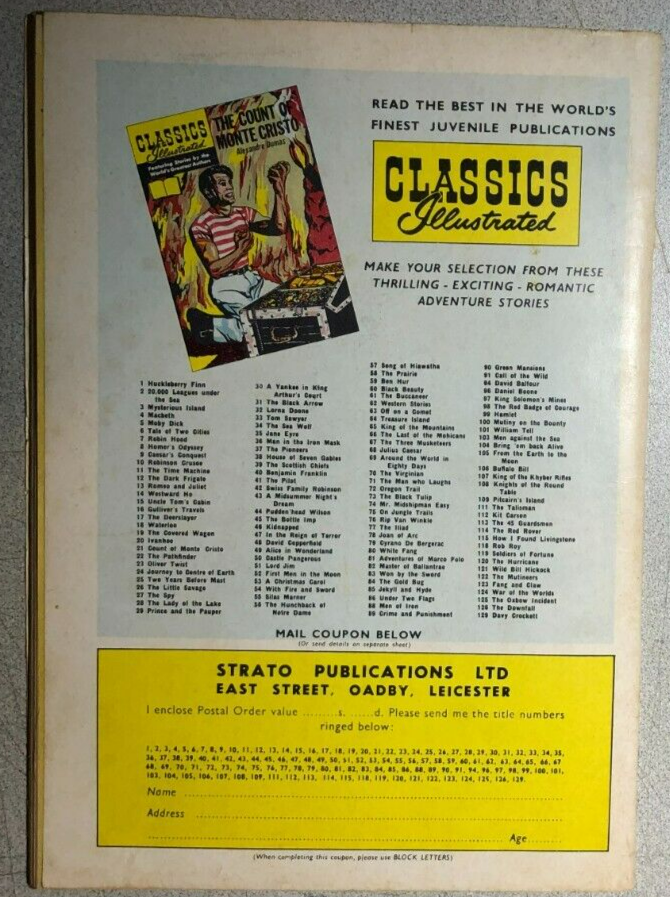 READ THE BEST IN THE WORLD'S
FINEST JUVENILE PUBLICATIONS
CLASSICS
Illustrated
Featuring Stories by the
World's Greatest Authors
THE COUNT OF
MONTE CRISTO
Alexandre Dumas
CLASSICS
Illustrated
MAKE YOUR SELECTION FROM THESE
THRILLING - EXCITING - ROMANTIC
ADVENTURE STORIES
1 Huckleberry Finn
2 20,000 Leagues under
the Sea
3 Mysterious Island
4 Macbeth
5 Moby Dick
6 Tale of Two Cities
7 Robin Hood
8 Homer's Odyssey
9 Caesar's Conquest
10 Robinson Crusoe
11 The Time Machine
12 The Dark Frigate
13 Romeo and Juliet
14 Westward Ho
15 Uncle Tom's Cabin
16 Gulliver's Travels
17 The Deerslayer
18 Waterloo
19 The Covered Wagon
20 Ivanhoe
21 Count of Monte Cristo
22 The Pathfinder
23 Oliver Twist
24 Journey to Centre of Earth
25 Two Years Before Mast
26 The Little Savage
27 The Spy
28 The Lady of the Lake
29 Prince and the Pauper
30 A Yankee in King
Arthur's Court
31 The Black Arrow
32 Lorna Doone
33 Tom Sawyer
34 The Sea Wolf
35 Jane Eyre
36 Man in the Iron Mask
37 The Pioneers
38 House of Seven Gables
39 The Scottish Chiefs
40 Benjamin Franklin
41 The Pilot
42 Swiss Family Robinson
43 A Midsummer Night's
Dream
44 Pudden'head Wilson
45 The Bottle Imp
46 Kidnapped
47 In the Reign of Terror
48 David Copperfield
49 Alice in Wonderland
50 Castle Dangerous
51 Lord Jim
52 First Men in the Moon
53 A Christmas Carol
54 With Fire and Sword
55 Silas Marner
56 The Hunchback of
Notre Dame
57 Song of Hiawatha
58 The Prairie
59 Ben Hur
60 Black Beauty
61 The Buccaneer
62 Western Stories
63 Off on a Comet
64 Treasure Island
65 King of the Mountains
66 The Last of the Mohicans
67 The Three Musketeers
68 Julius Caesar
69 Around the World in
Eighty Days
70 The Virginian
71 The Man who Laughs
72 Oregon Trail
73 The Black Tulip
74 Mr. Midshipman Easy
75 On Jungle Trails
76 Rip Van Winkle
77 The Iliad
78 Joan of Arc
79 Cyrano De Bergerac
80 White Fang
81 Adventures of Marco Polo
82 Master of Ballantrae
83 Won by the Sword
84 The Gold Bug
85 Jekyll and Hyde
86 Under Two Flags
88 Men of Iron
89 Crime and Punishment
90 Green Mansions
91 Call of the Wild
94 David Balfour
96 Daniel Boone
97 King Solomon's Mines
98 The Red Badge of Courage
99 Hamlet
100 Mutiny on the Bounty
101 William Tell
103 Men against the Sea
104 Bring 'em back Alive
105 From the Earth to the
Moon
106 Buffalo Bill
107 King of the Khyber Rifles
108 Knights of the Round
Table
109 Pitcairn's Island
111 The Talisman
112 Kit Carson
113 The 45 Guardsmen
114 The Red Rover
115 How I Found Livingstone
118 Rob Roy
119 Soldiers of Fortune
120 The Hurricane
121 Wild Bill Hickock
122 The Mutineers
123 Fang and Claw
124 War of the Worlds
125 The Oxbow Incident
126 The Downfall
129 Davy Crockett
MAIL COUPON BELOW
(Or send details on separate sheet)
STRATO PUBLICATIONS LTD
EAST STREET, OADBY, LEICESTER
I enclose Postal Order value .........s. ......d. Please send me the title numbers
ringed below:
Name
Address
Age
(When completing this coupon, please use BLOCK LETTERS)